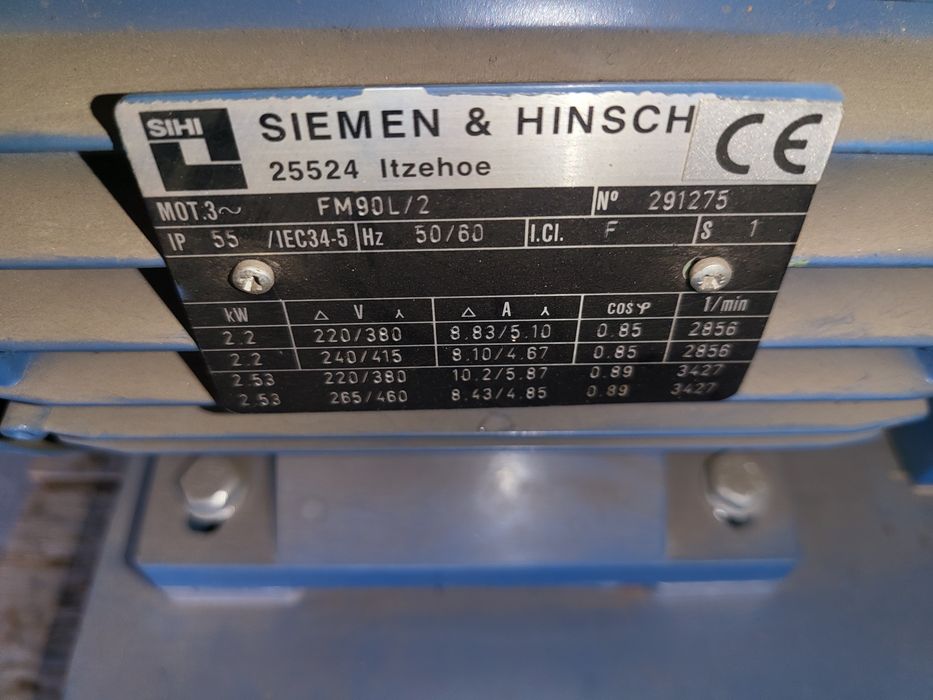 SIHI SIEMEN & HINSCH CE
25524 Itzehoe
MOT.3~ FM90L/2 Nº 291275
IP 55 /IEC34-5 Hz 50/60 I.Cl. F S 1
kW △ V ⅄ △ A ⅄ cos φ 1/min
2.2 220/380 8.83/5.10 0.85 2856
2.2 240/415 8.10/4.67 0.85 2856
2.53 220/380 10.2/5.87 0.89 3427
2.53 265/460 8.43/4.85 0.89 3427